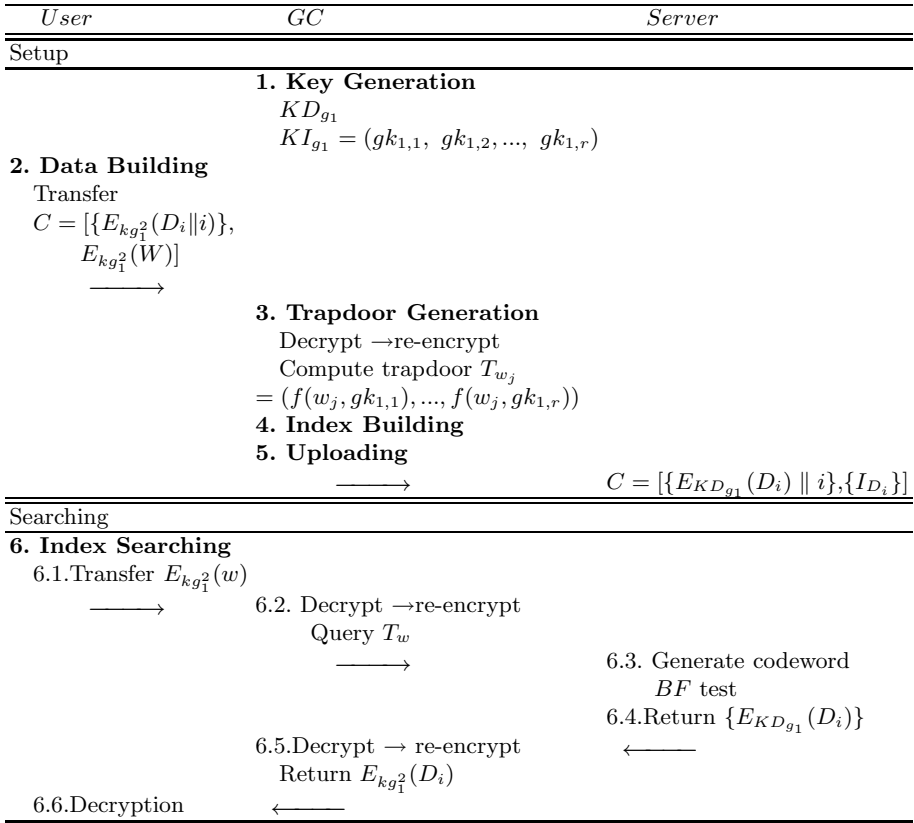 User GC Server
Setup
1. Key Generation
KD_{g_1}
KI_{g_1} = (gk_{1,1}, gk_{1,2}, ..., gk_{1,r})
2. Data Building
Transfer
C = [{E_{kg_1^2}(D_i‖i)},
E_{kg_1^2}(W)]
⟶
3. Trapdoor Generation
Decrypt →re-encrypt
Compute trapdoor T_{w_j}
= (f(w_j, gk_{1,1}), ..., f(w_j, gk_{1,r}))
4. Index Building
5. Uploading
⟶ C = [{E_{KD_{g_1}}(D_i) ‖ i},{I_{D_i}}]
Searching
6. Index Searching
6.1.Transfer E_{kg_1^2}(w)
⟶ 6.2. Decrypt →re-encrypt
Query T_w
⟶ 6.3. Generate codeword
BF test
6.4.Return {E_{KD_{g_1}}(D_i)}
6.5.Decrypt → re-encrypt ⟵
Return E_{kg_1^2}(D_i)
6.6.Decryption ⟵